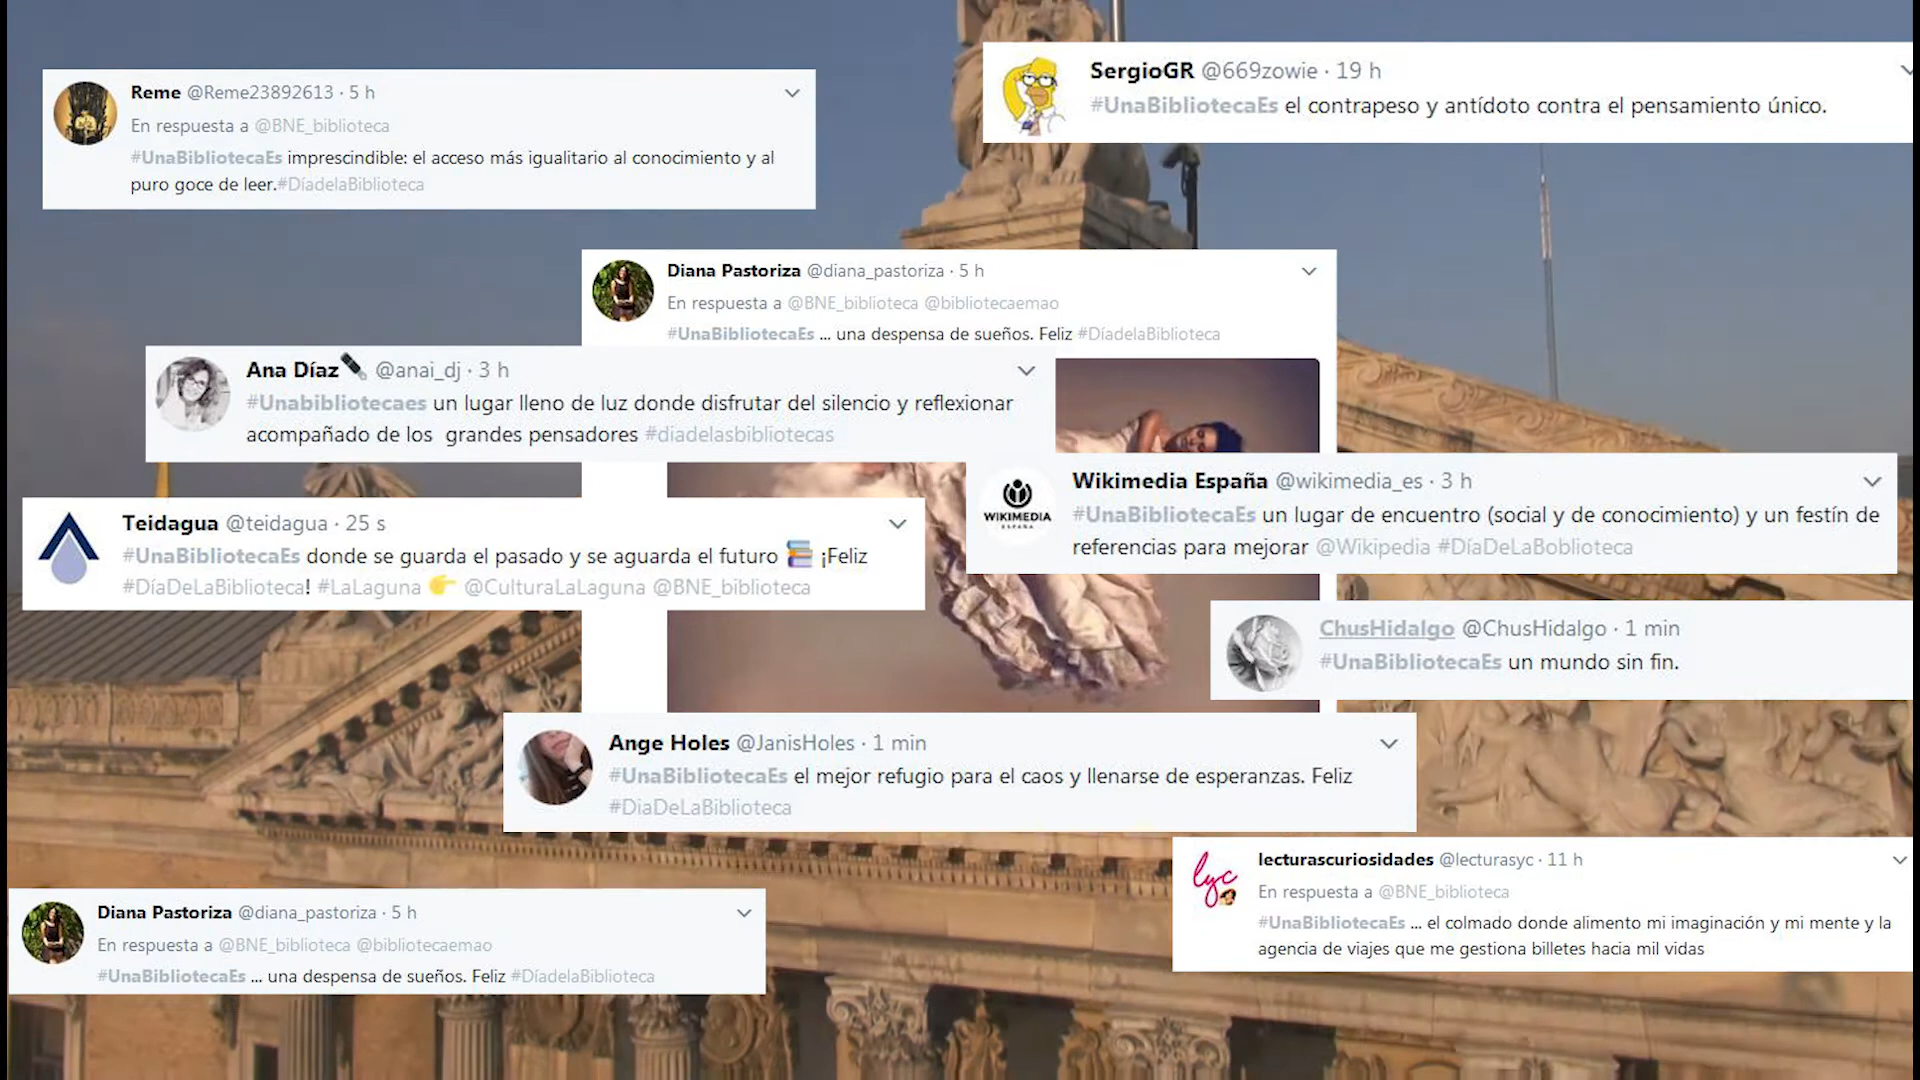 Reme @Reme23892613 · 5 h
En respuesta a @BNE_biblioteca
#UnaBibliotecaEs imprescindible: el acceso más igualitario al conocimiento y al
puro goce de leer.#DíadelaBiblioteca
SergioGR @669zowie · 19 h
#UnaBibliotecaEs el contrapeso y antídoto contra el pensamiento único.
Diana Pastoriza @diana_pastoriza · 5 h
En respuesta a @BNE_biblioteca @bibliotecaemao
#UnaBibliotecaEs ... una despensa de sueños. Feliz #DíadelaBiblioteca
Ana Díaz @anai_dj · 3 h
#Unabibliotecaes un lugar lleno de luz donde disfrutar del silencio y reflexionar
acompañado de los grandes pensadores #diadelasbibliotecas
WIKIMEDIA
ESPAÑA
Wikimedia España @wikimedia_es · 3 h
#UnaBibliotecaEs un lugar de encuentro (social y de conocimiento) y un festín de
referencias para mejorar @Wikipedia #DíaDeLaBoblioteca
Teidagua @teidagua · 25 s
#UnaBibliotecaEs donde se guarda el pasado y se aguarda el futuro 📚 ¡Feliz
#DíaDeLaBiblioteca! #LaLaguna 👉 @CulturaLaLaguna @BNE_biblioteca
ChusHidalgo @ChusHidalgo · 1 min
#UnaBibliotecaEs un mundo sin fin.
Ange Holes @JanisHoles · 1 min
#UnaBibliotecaEs el mejor refugio para el caos y llenarse de esperanzas. Feliz
#DiaDeLaBiblioteca
lyc
lecturascuriosidades @lecturasyc · 11 h
En respuesta a @BNE_biblioteca
#UnaBibliotecaEs ... el colmado donde alimento mi imaginación y mi mente y la
agencia de viajes que me gestiona billetes hacia mil vidas
Diana Pastoriza @diana_pastoriza · 5 h
En respuesta a @BNE_biblioteca @bibliotecaemao
#UnaBibliotecaEs ... una despensa de sueños. Feliz #DíadelaBiblioteca